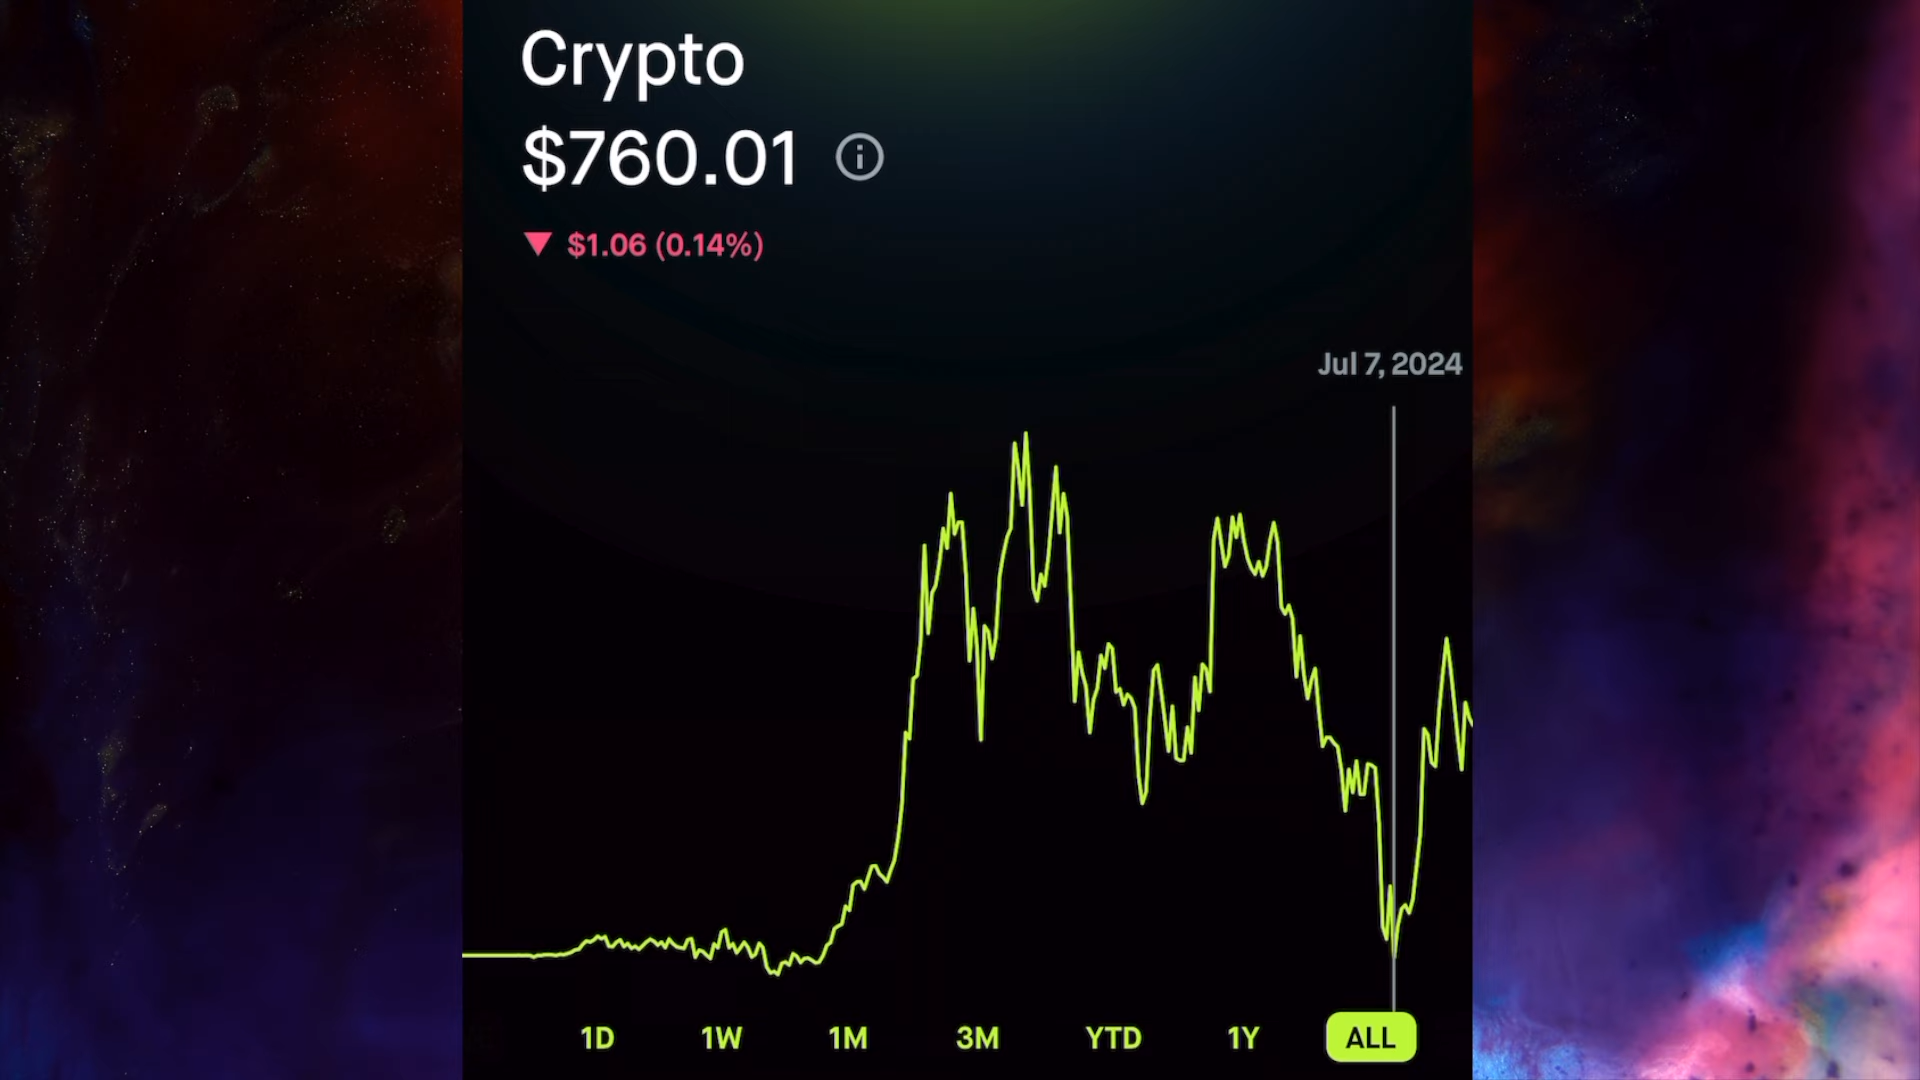 Crypto
$760.01
▼ $1.06 (0.14%)
Jul 7, 2024
1D 1W 1M 3M YTD 1Y ALL